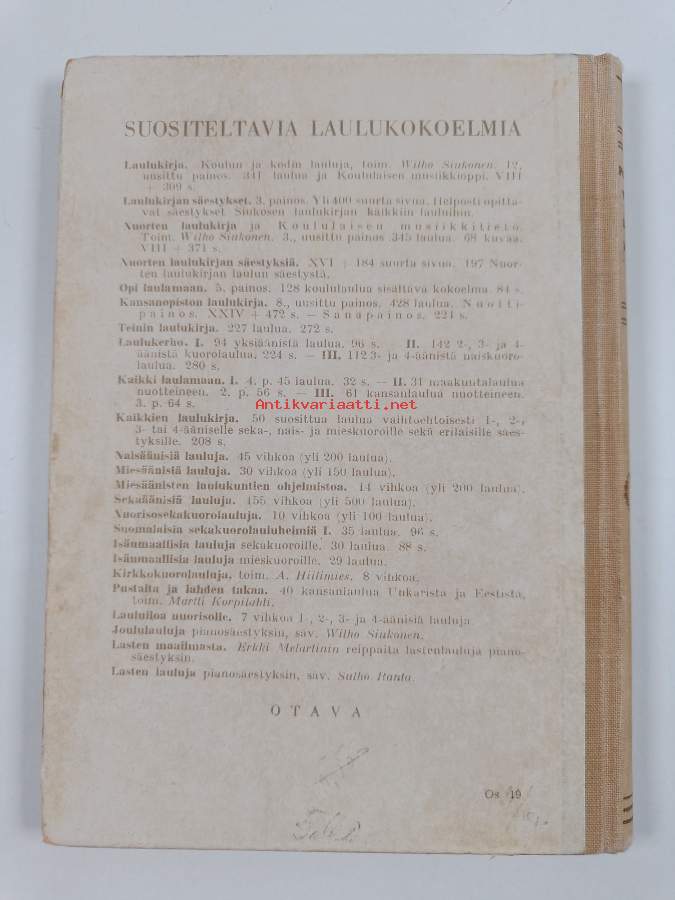 SUOSITELTAVIA LAULUKOKOELMIA
Laulukirja. Koulun ja kodin lauluja, toim. Wilho Siukonen. 12.,
uusittu painos. 341 laulua ja Koululaisen musiikkioppi. VIII
+ 309 s.
Laulukirjan säestykset. 3. painos. Yli 400 suurta sivua. Helposti opitta-
vat säestykset Siukosen laulukirjan kaikkiin lauluihin.
Nuorten laulukirja ja Koululaisen musiikkitieto.
Toim. Wilho Siukonen. 3., uusittu painos 345 laulua. 68 kuvaa.
VIII + 371 s.
Nuorten laulukirjan säestyksiä. XVI + 184 suurta sivua. 197 Nuor-
ten laulukirjan laulun säestystä.
Opi laulamaan. 5. painos. 128 koululaulua sisältävä kokoelma. 84 s.
Kansanopiston laulukirja. 8., uusittu painos. 428 laulua. Nuotti-
painos. XXIV + 472 s. — Sanapainos. 224 s.
Teinin laulukirja. 227 laulua. 272 s.
Laulukerho. I. 94 yksiäänistä laulua. 96 s. — II. 142 2-, 3- ja 4-
äänistä kuorolaulua. 224 s. — III. 112 3- ja 4-äänistä naiskuoro-
laulua. 280 s.
Kaikki laulamaan. I. 4. p. 45 laulua. 32 s. — II. 31 maakuntalaulua
nuotteineen. 2. p. 56 s. — III. 61 kansanlaulua nuotteineen.
3. p. 64 s.
Antikvariaatti.net
Kaikkien laulukirja. 50 suosittua laulua vaihtoehtoisesti 1-, 2-,
3- tai 4-ääniselle seka-, nais- ja mieskuoroille sekä erilaisille säes-
tyksille. 208 s.
Naisäänisiä lauluja. 45 vihkoa (yli 200 laulua).
Miesäänisiä lauluja. 30 vihkoa (yli 150 laulua).
Miesäänisten laulukuntien ohjelmistoa. 14 vihkoa (yli 200 laulua).
Sekaäänisiä lauluja. 155 vihkoa (yli 500 laulua).
Nuorisosekakuorolauluja. 10 vihkoa (yli 100 laulua).
Suomalaisia sekakuorolauluhelmiä I. 35 laulua. 96 s.
Isänmaallisia lauluja sekakuoroille. 30 laulua. 88 s.
Isänmaallisia lauluja mieskuoroille. 29 laulua.
Kirkkokuorolauluja, toim. A. Hiilimies. 8 vihkoa.
Pustalta ja lahden takaa. 40 kansanlaulua Unkarista ja Eestistä,
toim. Martti Korpilahti.
Lauluiloa nuorisolle. 7 vihkoa 1-, 2-, 3- ja 4-äänisiä lauluja
Joululauluja pianosäestyksin, sov. Wilho Siukonen.
Lasten maailmasta. Erkki Melartinin reippaita lastenlauluja piano-
säestyksin.
Lasten lauluja pianosäestyksin, sav. Sulho Ranta.
OTAVA
Os 49